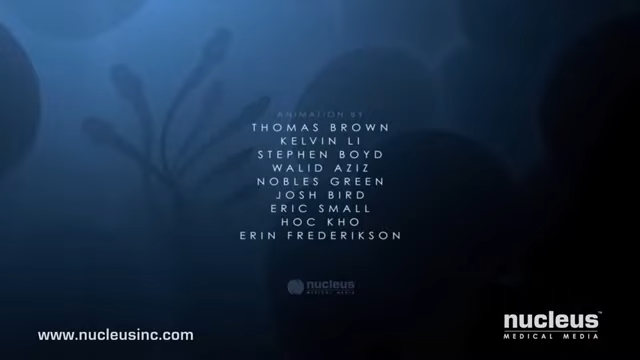 ANIMATION BY
THOMAS BROWN
KELVIN LI
STEPHEN BOYD
WALID AZIZ
NOBLES GREEN
JOSH BIRD
ERIC SMALL
HOC KHO
ERIN FREDERIKSON
nucleus
MEDICAL MEDIA
www.nucleusinc.com
nucleus™
MEDICAL MEDIA